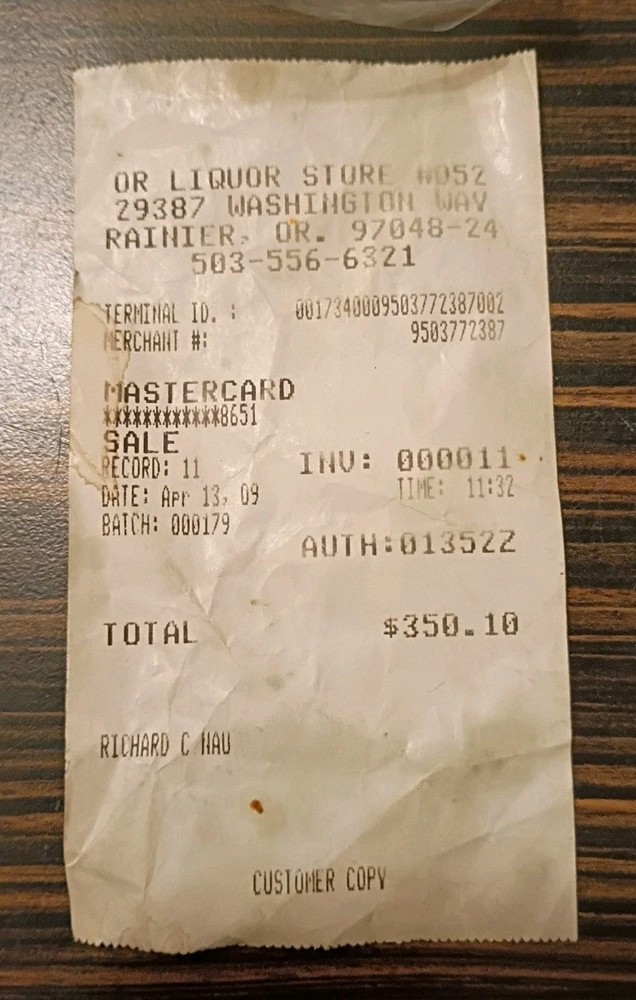 OR LIQUOR STORE #052
29387 WASHINGTON WAY
RAINIER, OR. 97048-24
503-556-6321
TERMINAL ID. : 0017340009503772387002
MERCHANT #: 9503772387
MASTERCARD
************8651
SALE
RECORD: 11 INV: 000011
DATE: Apr 13, 09 TIME: 11:32
BATCH: 000179
AUTH:013522
TOTAL $350.10
RICHARD C NAU
CUSTOMER COPY